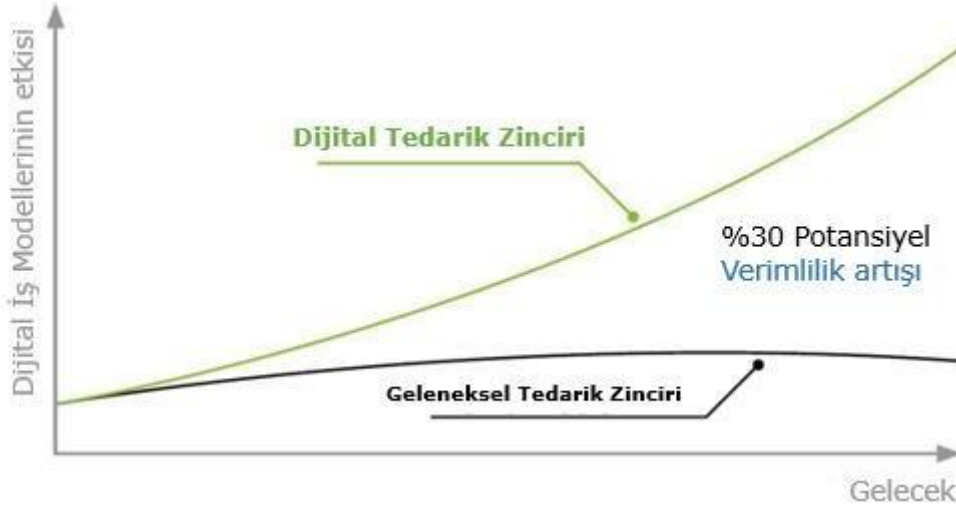 Dijital İş Modellerinin etkisi
Dijital Tedarik Zinciri
%30 Potansiyel
Verimlilik artışı
Geleneksel Tedarik Zinciri
Gelecek